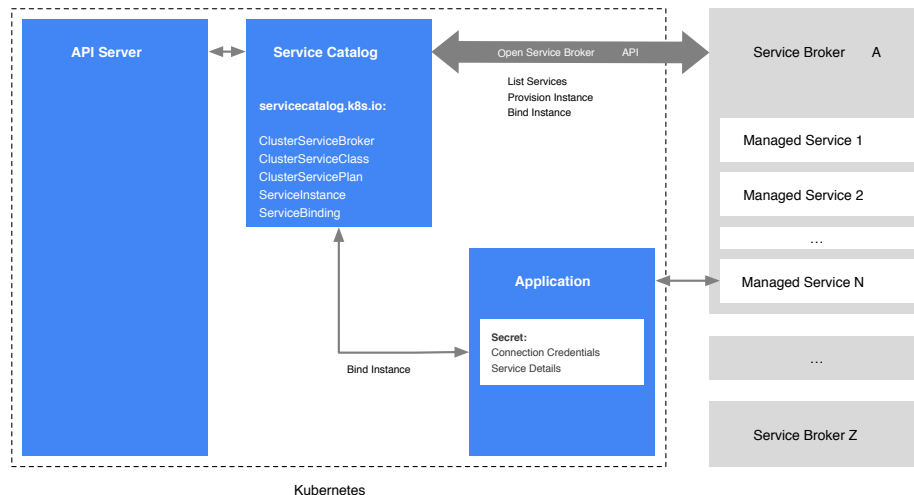 API Server
Service Catalog
servicecatalog.k8s.io:
ClusterServiceBroker
ClusterServiceClass
ClusterServicePlan
ServiceInstance
ServiceBinding
Open Service Broker API
List Services
Provision Instance
Bind Instance
Service Broker A
Managed Service 1
Managed Service 2
...
Managed Service N
Application
Secret:
Connection Credentials
Service Details
Bind Instance
...
Service Broker Z
Kubernetes